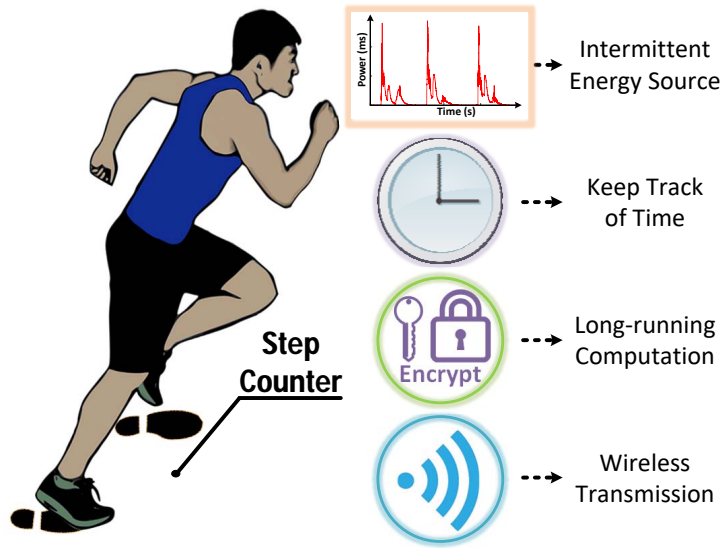 Power (ms)
Time (s)
Intermittent
Energy Source
Keep Track
of Time
Step
Counter
Encrypt
Long-running
Computation
Wireless
Transmission